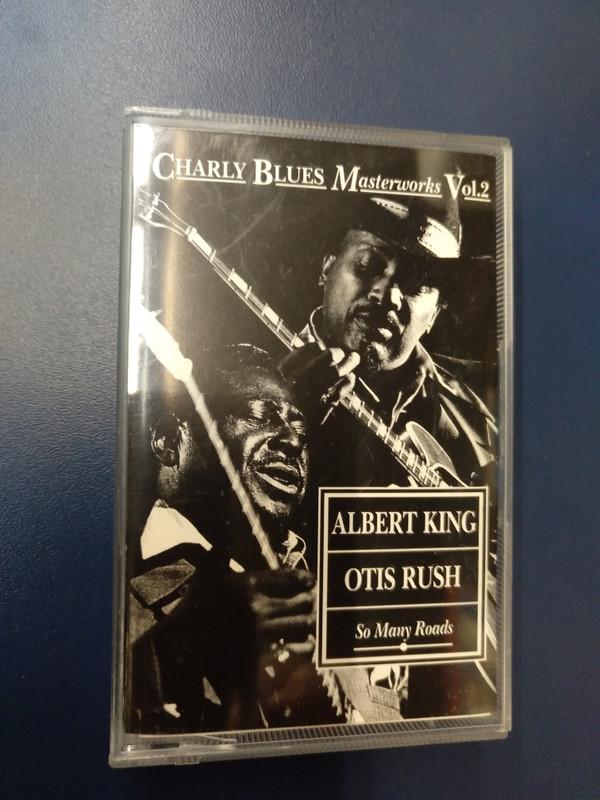 CHARLY BLUES Masterworks Vol.2
ALBERT KING
OTIS RUSH
So Many Roads